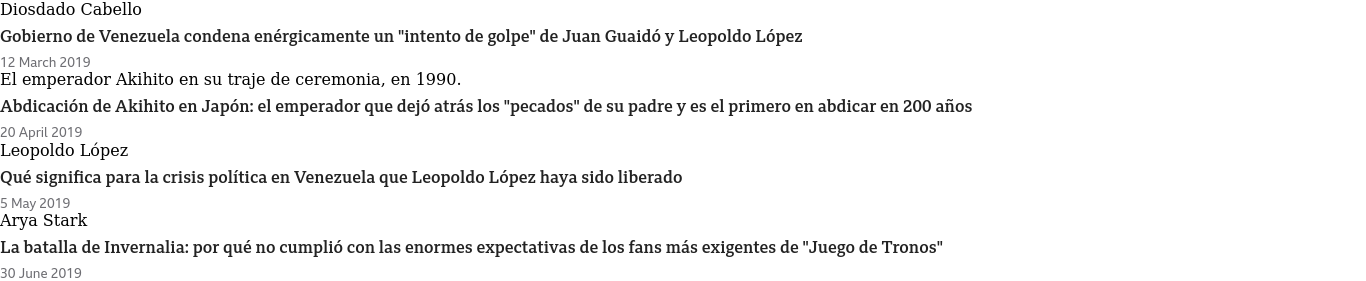 Diosdado Cabello
Gobierno de Venezuela condena enérgicamente un "intento de golpe" de Juan Guaidó y Leopoldo López
12 March 2019
El emperador Akihito en su traje de ceremonia, en 1990.
Abdicación de Akihito en Japón: el emperador que dejó atrás los "pecados" de su padre y es el primero en abdicar en 200 años
20 April 2019
Leopoldo López
Qué significa para la crisis política en Venezuela que Leopoldo López haya sido liberado
5 May 2019
Arya Stark
La batalla de Invernalia: por qué no cumplió con las enormes expectativas de los fans más exigentes de "Juego de Tronos"
30 June 2019